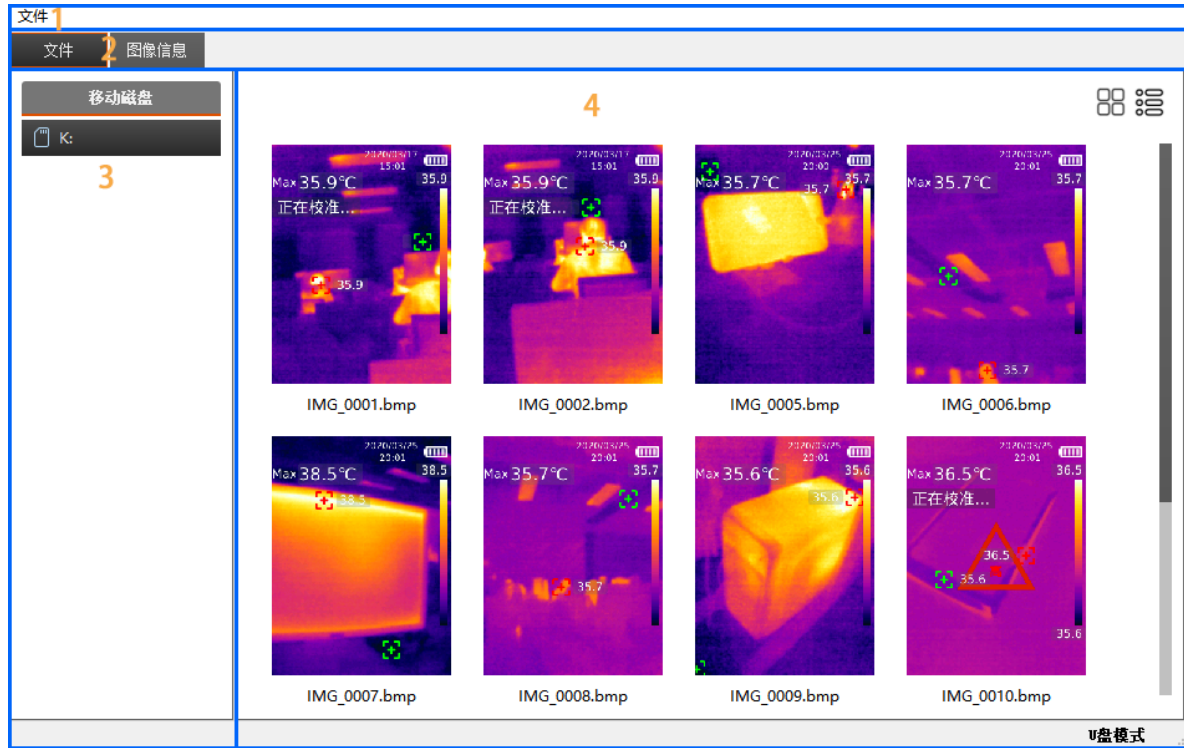 文件 1
文件 2 图像信息
移动磁盘
K:
3
4
2020/03/17
15:01
Max 35.9°C 35.9
正在校准...
35.9
IMG_0001.bmp
2020/03/17
15:01
Max 35.9°C 35.9
正在校准...
35.9
IMG_0002.bmp
2020/03/25
20:00
Max 35.7°C 35.7
35.7
IMG_0005.bmp
2020/03/25
20:01
Max 35.7°C 35.7
35.7
IMG_0006.bmp
2020/03/25
20:01
Max 38.5°C 38.5
38.5
IMG_0007.bmp
2020/03/25
20:01
Max 35.7°C 35.7
35.7
IMG_0008.bmp
2020/03/25
20:01
Max 35.6°C 35.6
35.6
IMG_0009.bmp
2020/03/25
20:01
Max 36.5°C 36.5
正在校准...
36.5
35.6
35.6
IMG_0010.bmp
U盘模式